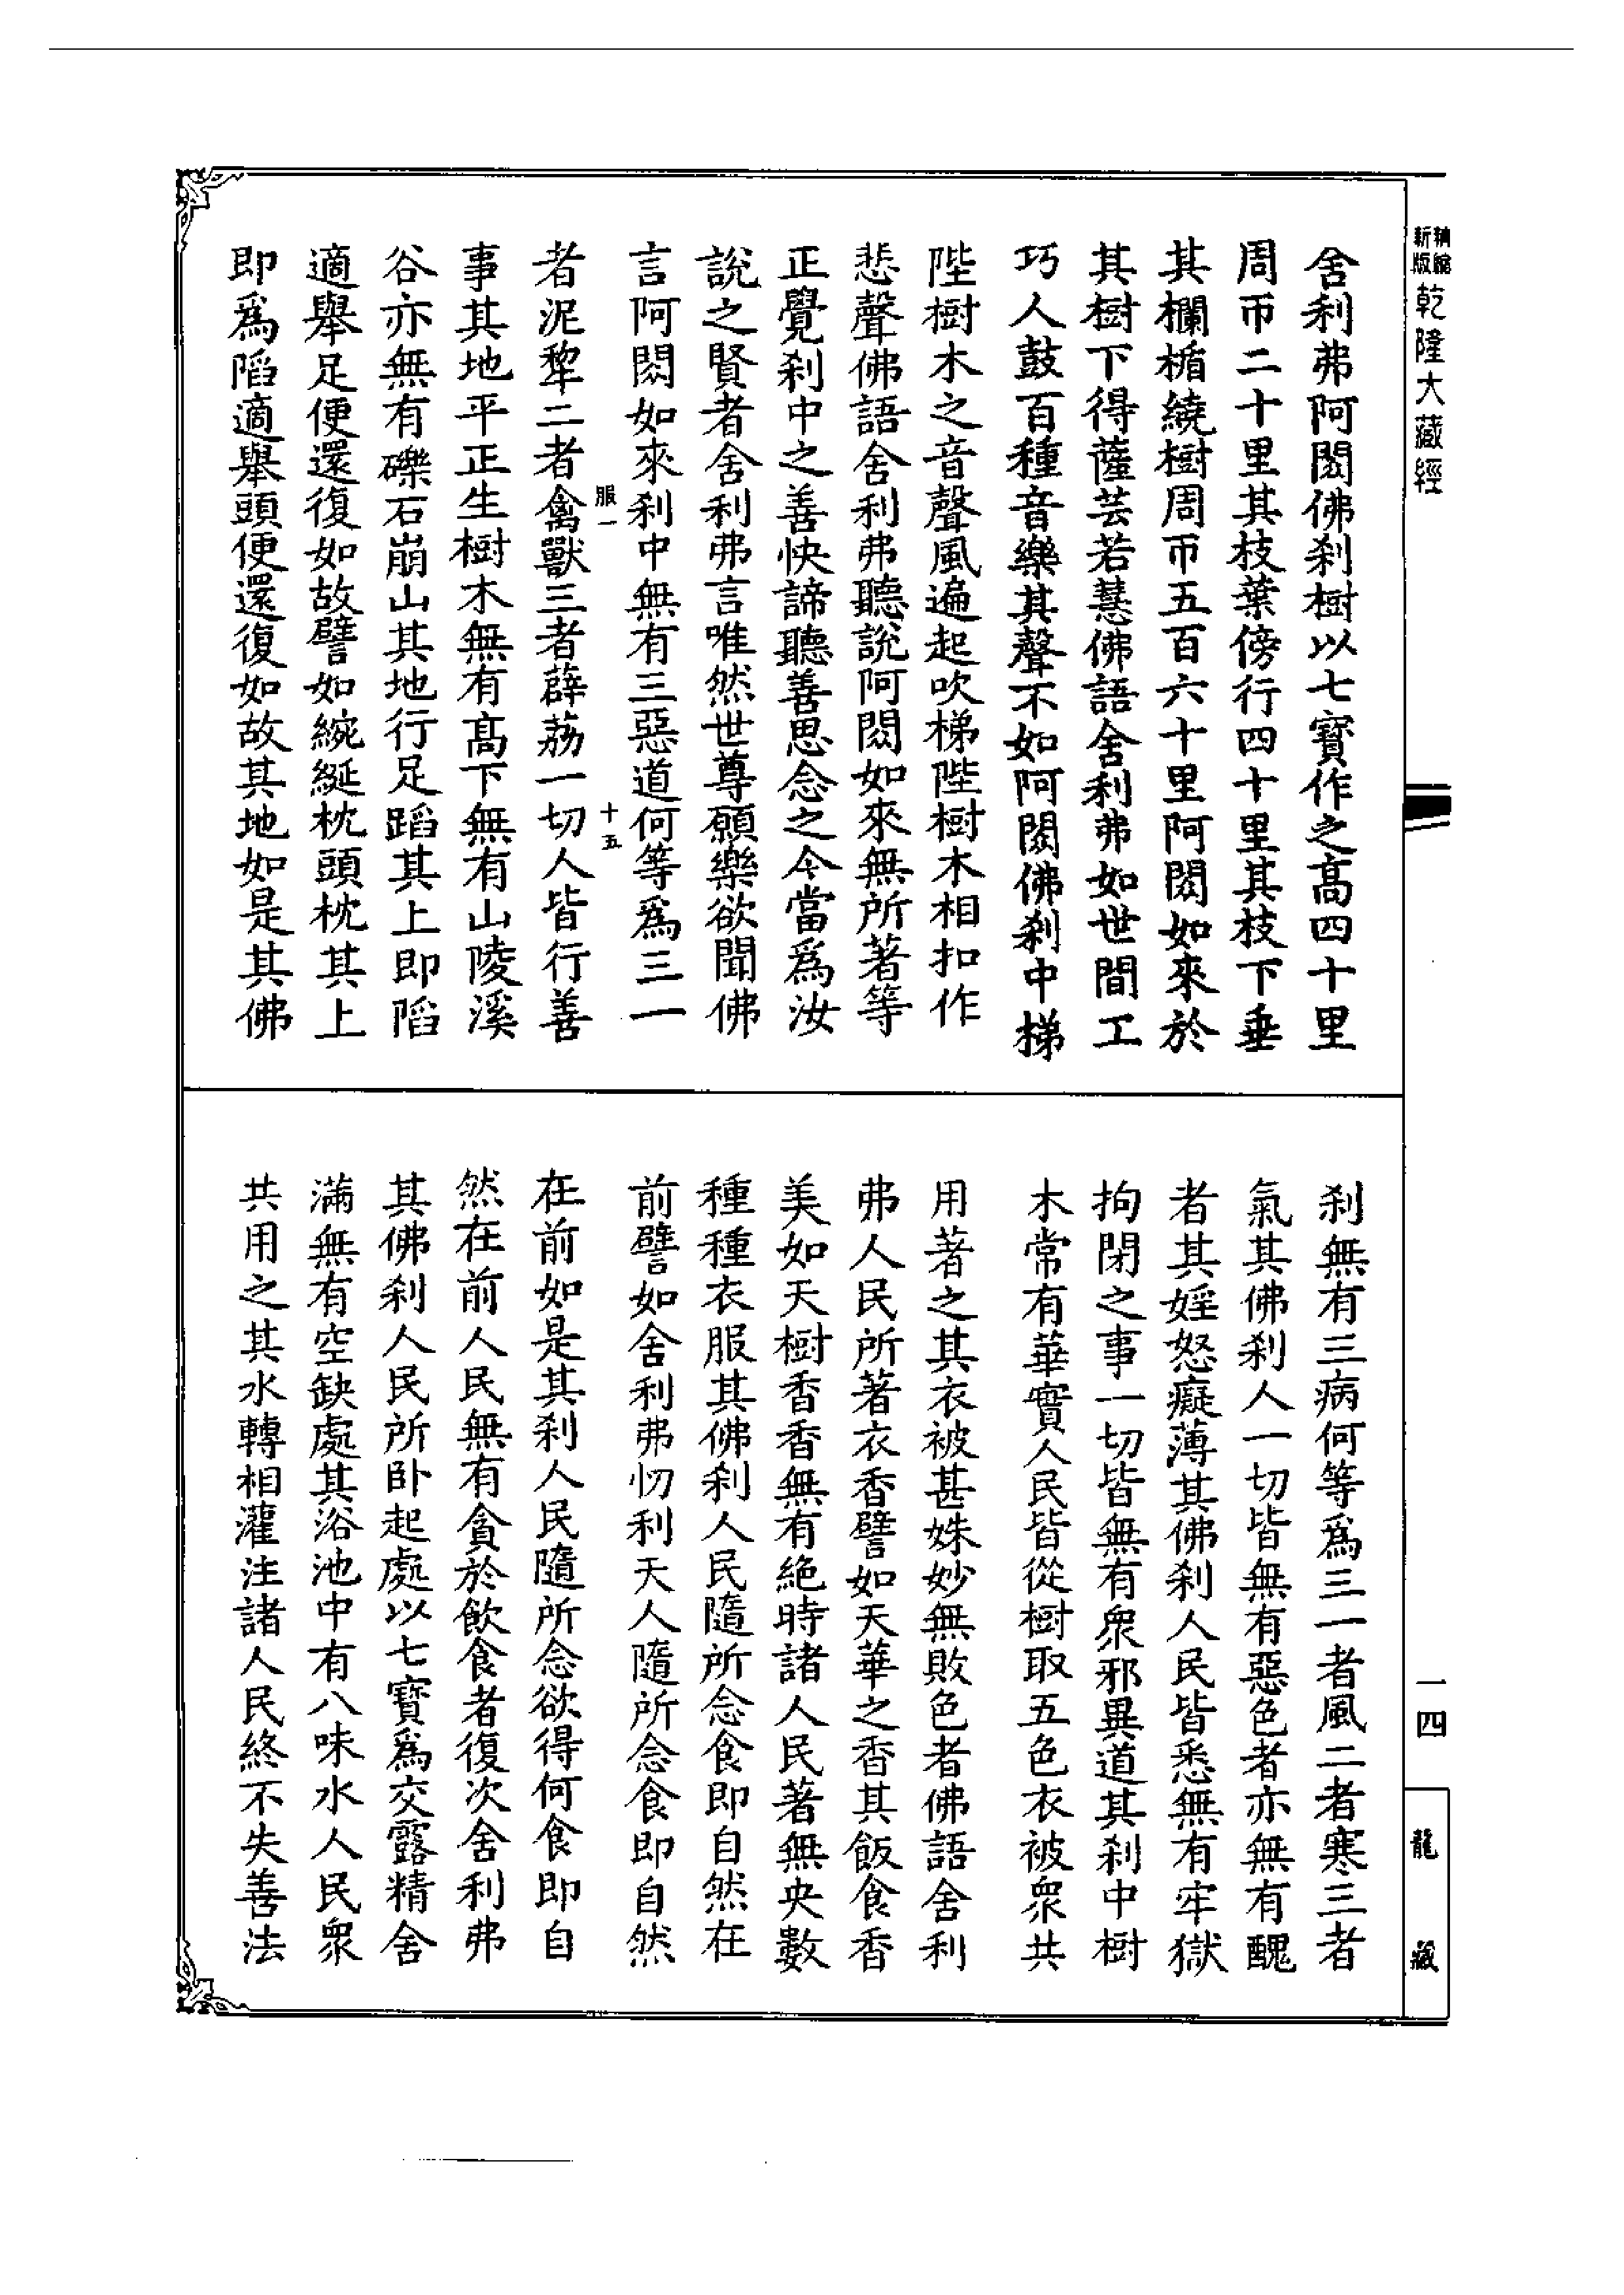 新版
精縮
乾隆大藏經
舍利弗阿閦佛剎樹以七寶作之高四十里
周帀二十里其枝葉傍行四十里其枝下垂
其欄楯繞樹周帀五百六十里阿閦如來於
其樹下得薩芸若慧佛語舍利弗如世間工
巧人鼓百種音樂其聲不如阿閦佛剎中梯
陛樹木之音聲風遍起吹梯陛樹木相扣作
悲聲佛語舍利弗聽說阿閦如來無所著等
正覺剎中之善快諦聽善思念之今當為汝
說之賢者舍利弗言唯然世尊願樂欲聞佛
言阿閦如來剎中無有三惡道何等為三一
服一
十五
者泥犂二者禽獸三者薜荔一切人皆行善
事其地平正生樹木無有高下無有山陵溪
谷亦無有礫石崩山其地行足蹈其上即陷
適舉足便還復如故譬如綩綖枕頭枕其上
即為陷適舉頭便還復如故其地如是其佛
剎無有三病何等為三一者風二者寒三者
氣其佛剎人一切皆無有惡色者亦無有醜
者其婬怒癡薄其佛剎人民皆悉無有牢獄
拘閉之事一切皆無有衆邪異道其剎中樹
木常有華實人民皆從樹取五色衣被衆共
用著之其衣被甚姝妙無敗色者佛語舍利
弗人民所著衣香譬如天華之香其飯食香
美如天樹香香無有絕時諸人民著無央數
種種衣服其佛剎人民隨所念食即自然在
前譬如舍利弗忉利天人隨所念食即自然
在前如是其剎人民隨所念欲得何食即自
然在前人民無有貪於飲食者復次舍利弗
其佛剎人民所卧起處以七寶為交露精舍
滿無有空缺處其浴池中有八味水人民衆
共用之其水轉相灌注諸人民終不失善法
一四
龍藏